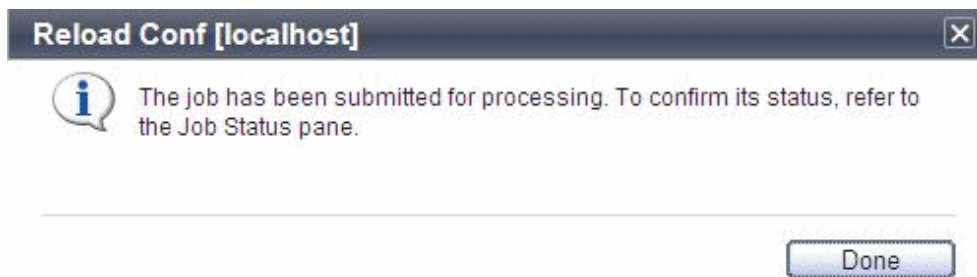 Reload Conf [localhost]
The job has been submitted for processing. To confirm its status, refer to
the Job Status pane.
Done